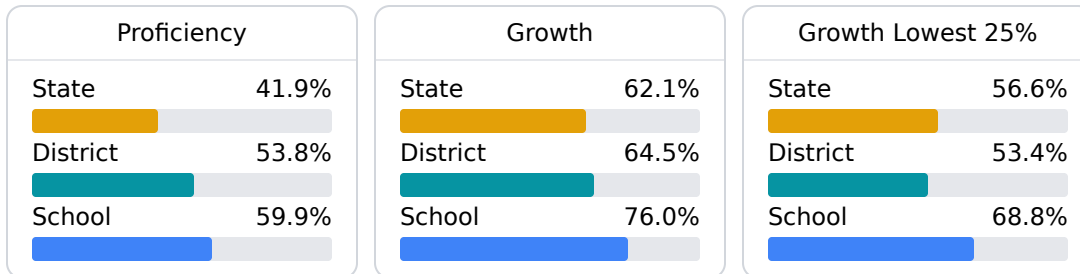 Proficiency
State 41.9%
District 53.8%
School 59.9%
Growth
State 62.1%
District 64.5%
School 76.0%
Growth Lowest 25%
State 56.6%
District 53.4%
School 68.8%